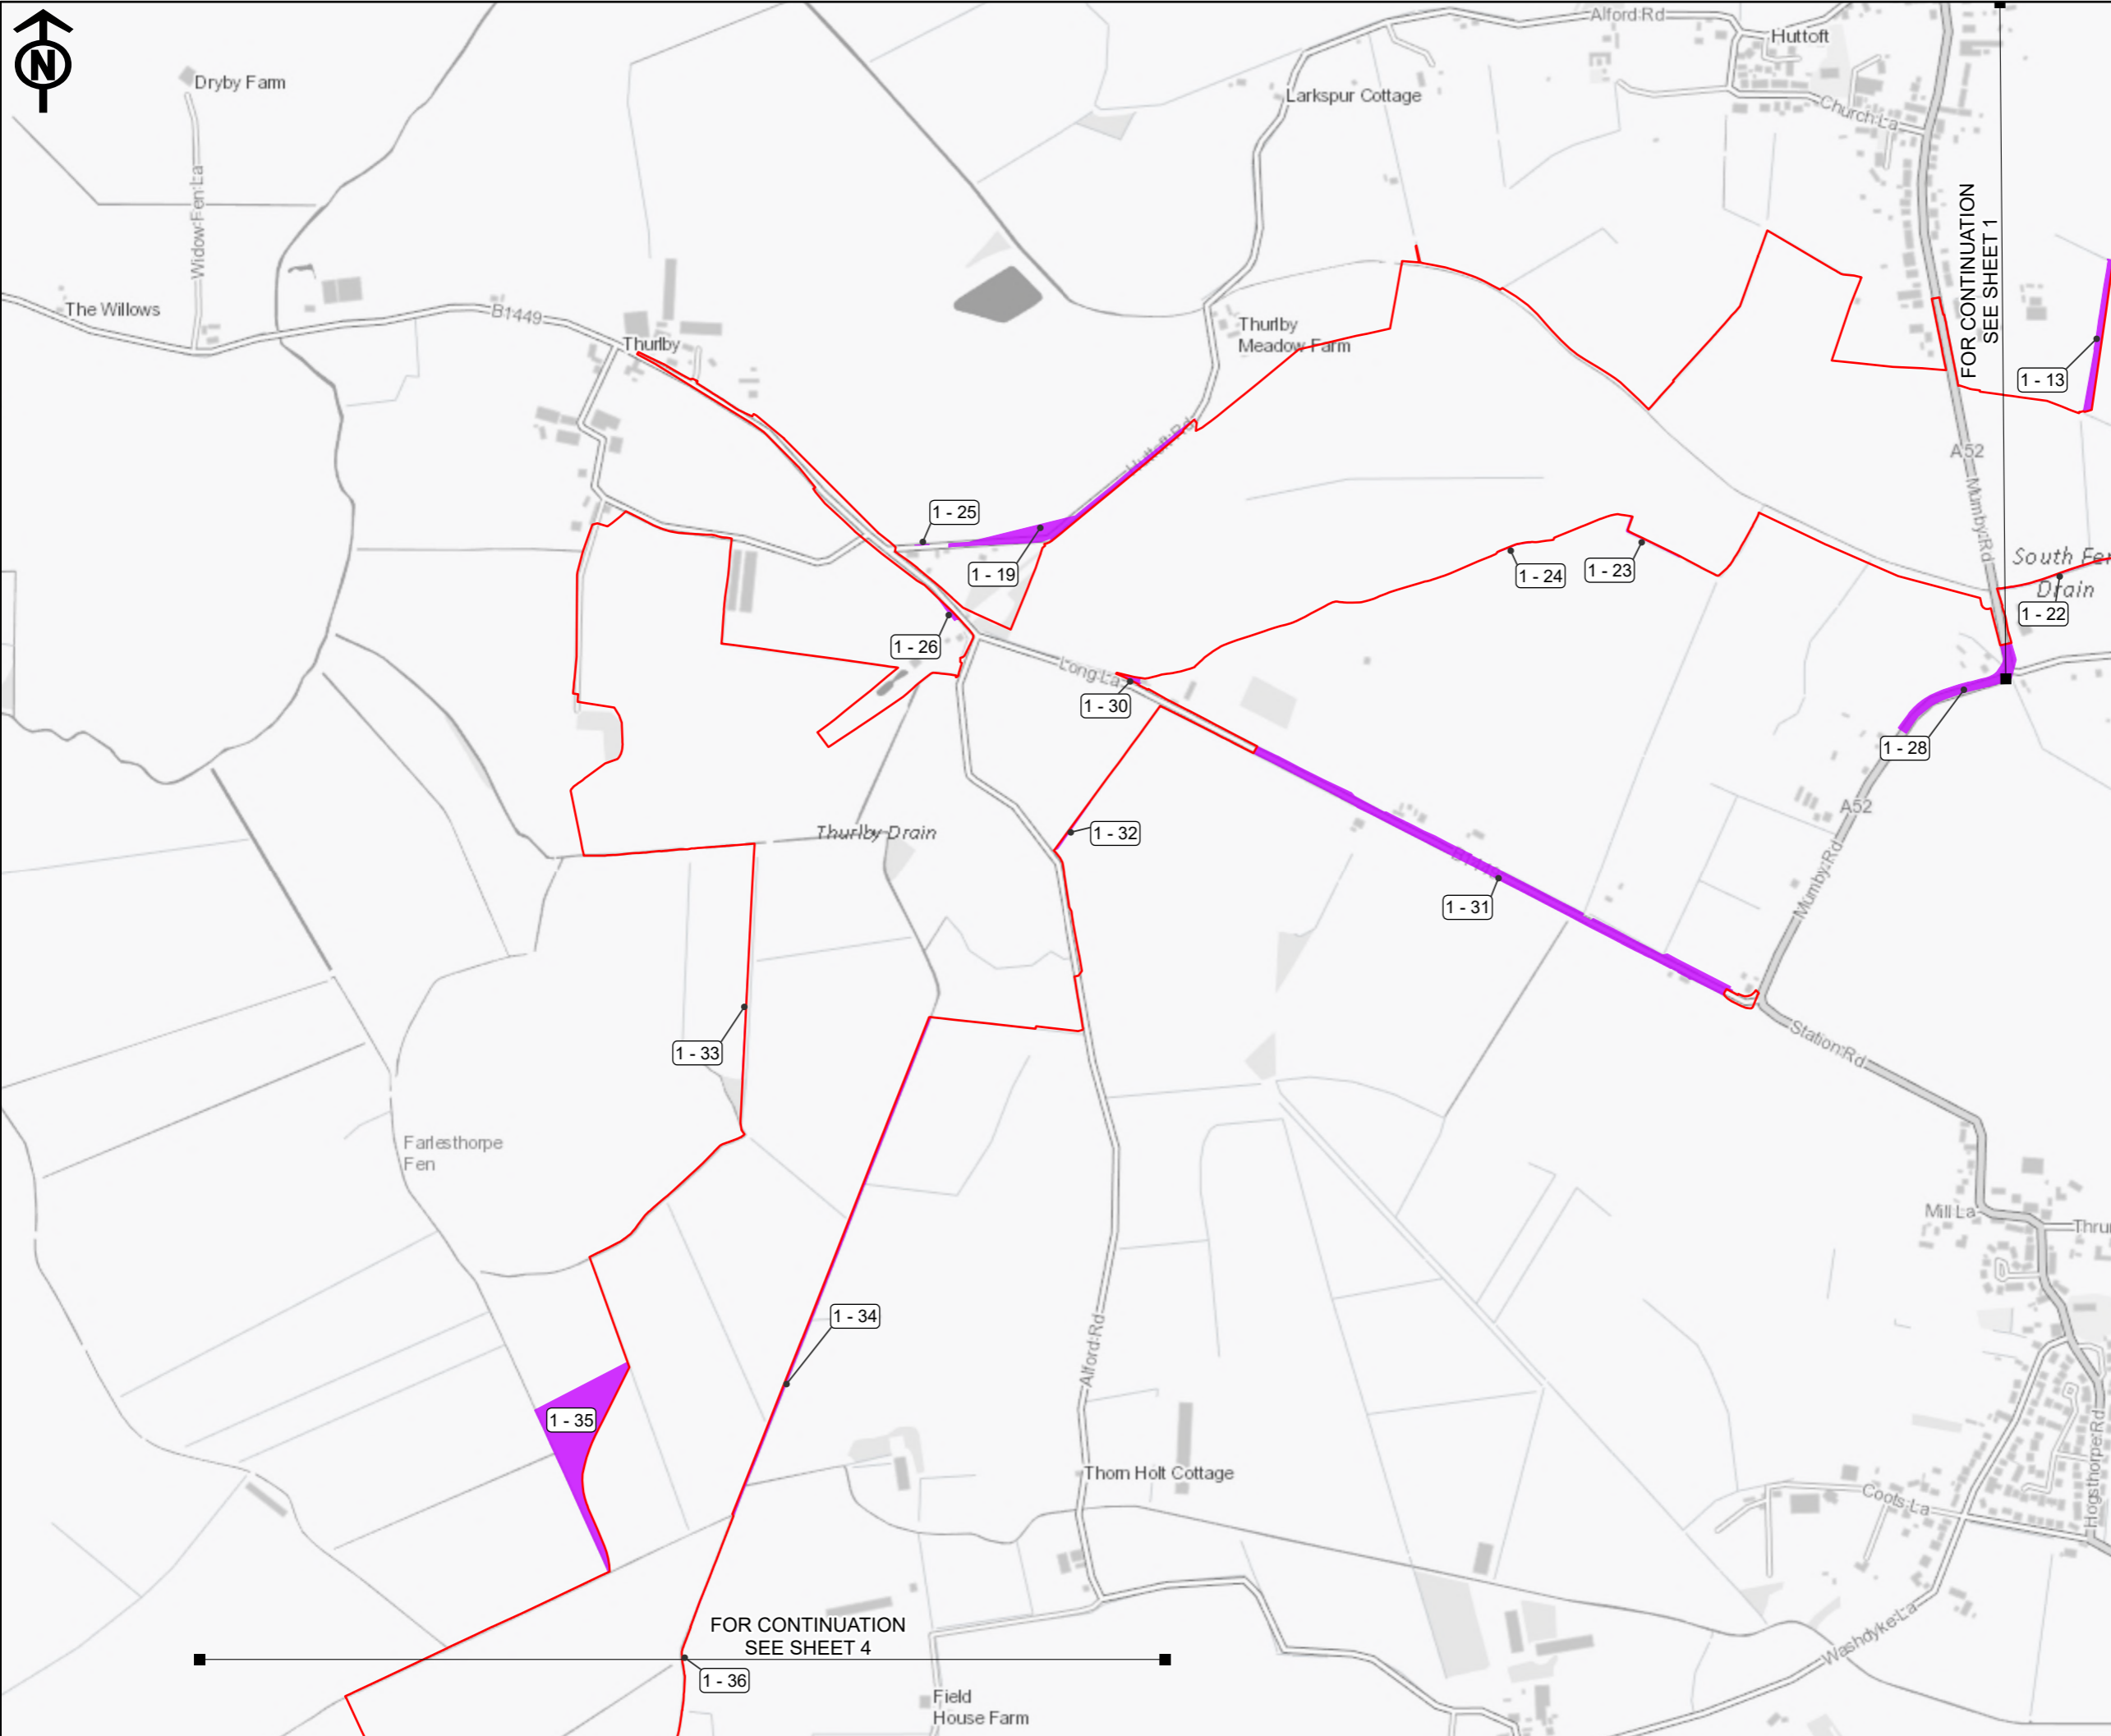 N
Alford Rd
Huttoft
Dryby Farm
Larkspur Cottage
Church La
Widow Fen La
FOR CONTINUATION
SEE SHEET 1
The Willows
B1449
Thurlby
Thurlby
Meadow Farm
1 - 13
Huttoft Rd
A52
Mumby Rd
1 - 25
1 - 19
1 - 24
1 - 23
South Fe
Drain
1 - 22
1 - 26
Long La
1 - 30
1 - 28
A52
Thurlby Drain
1 - 32
1 - 31
Mumby Rd
1 - 33
Station Rd
Farlesthorpe
Fen
Mill La
Thru
1 - 34
Alford Rd
1 - 35
Thorn Holt Cottage
Coots La
Hogsthorpe Rd
FOR CONTINUATION
SEE SHEET 4
Washdyke La
1 - 36
Field
House Farm